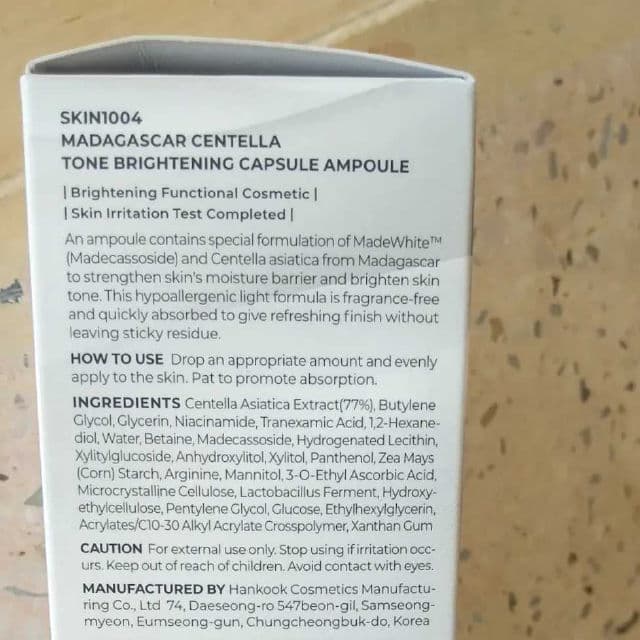 SKIN1004
MADAGASCAR CENTELLA
TONE BRIGHTENING CAPSULE AMPOULE
| Brightening Functional Cosmetic |
| Skin Irritation Test Completed |
An ampoule contains special formulation of MadeWhite™
(Madecassoside) and Centella asiatica from Madagascar
to strengthen skin's moisture barrier and brighten skin
tone. This hypoallergenic light formula is fragrance-free
and quickly absorbed to give refreshing finish without
leaving sticky residue.
HOW TO USE Drop an appropriate amount and evenly
apply to the skin. Pat to promote absorption.
INGREDIENTS Centella Asiatica Extract(77%), Butylene
Glycol, Glycerin, Niacinamide, Tranexamic Acid, 1,2-Hexane-
diol, Water, Betaine, Madecassoside, Hydrogenated Lecithin,
Xylitylglucoside, Anhydroxylitol, Xylitol, Panthenol, Zea Mays
(Corn) Starch, Arginine, Mannitol, 3-O-Ethyl Ascorbic Acid,
Microcrystalline Cellulose, Lactobacillus Ferment, Hydroxy-
ethylcellulose, Pentylene Glycol, Glucose, Ethylhexylglycerin,
Acrylates/C10-30 Alkyl Acrylate Crosspolymer, Xanthan Gum
CAUTION For external use only. Stop using if irritation occ-
urs. Keep out of reach of children. Avoid contact with eyes.
MANUFACTURED BY Hankook Cosmetics Manufactu-
ring Co., Ltd 74, Daeseong-ro 547beon-gil, Samseong-
myeon, Eumseong-gun, Chungcheongbuk-do, Korea